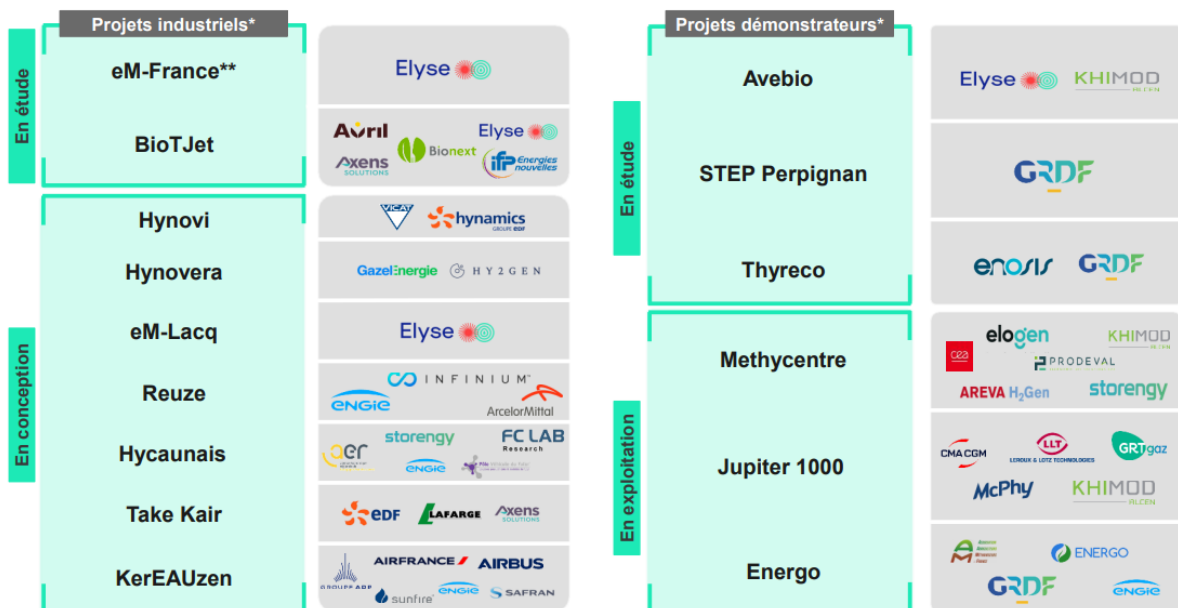 Projets industriels*
En étude
eM-France**
Elyse
BioTJet
Avril
Elyse
Axens
SOLUTIONS
Bionext
ifp Energies
nouvelles
En conception
Hynovi
VICAT
hynamics
GROUPE EDF
Hynovera
GazelEnergie
HY2GEN
eM-Lacq
Elyse
Reuze
INFINIUM
ENGIE
ArcelorMittal
Hycaunais
aer
storengy
FC LAB
Research
ENGIE
Take Kair
EDF
LAFARGE
Axens
SOLUTIONS
KerEAUzen
GROUPE ADP
AIRFRANCE
AIRBUS
sunfire
ENGIE
SAFRAN
Projets démonstrateurs*
En étude
Avebio
Elyse
KHIMOD
ALCEN
STEP Perpignan
GRDF
Thyreco
enosis
GRDF
En exploitation
Methycentre
cea
elogen
KHIMOD
ALCEN
PRODEVAL
AREVA H₂Gen
storengy
Jupiter 1000
CMA CGM
LLT
LEROUX & LOTZ TECHNOLOGIES
GRTgaz
McPhy
KHIMOD
ALCEN
Energo
ENERGO
GRDF
ENGIE